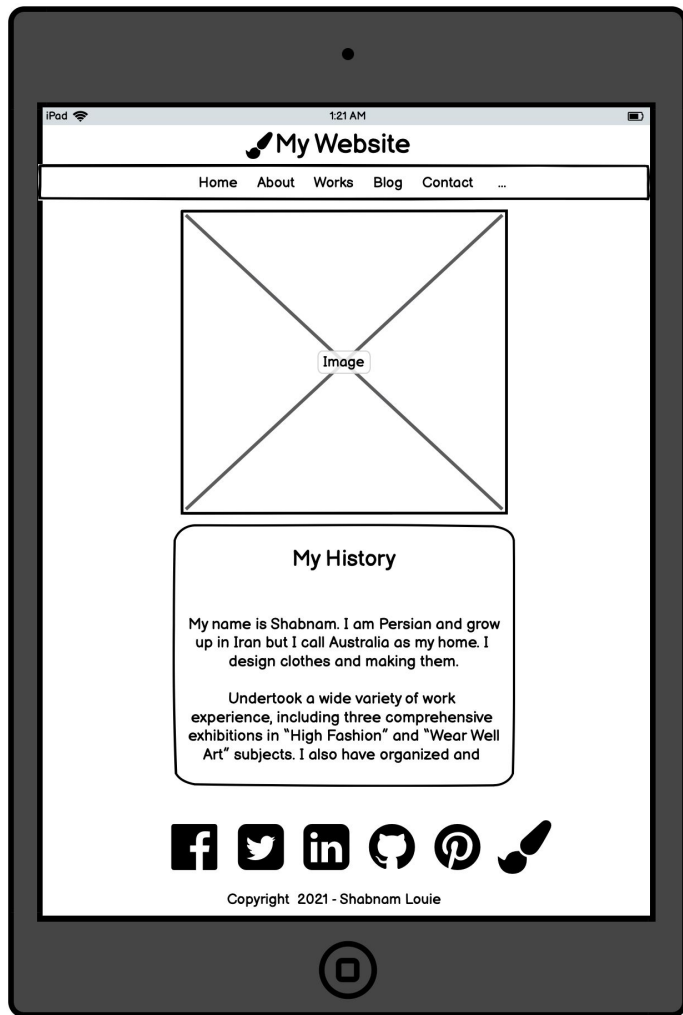 iPad 1:21 AM
My Website
Home About Works Blog Contact ...
Image
My History
My name is Shabnam. I am Persian and grow
up in Iran but I call Australia as my home. I
design clothes and making them.
Undertook a wide variety of work
experience, including three comprehensive
exhibitions in “High Fashion” and “Wear Well
Art” subjects. I also have organized and
Copyright 2021 - Shabnam Louie